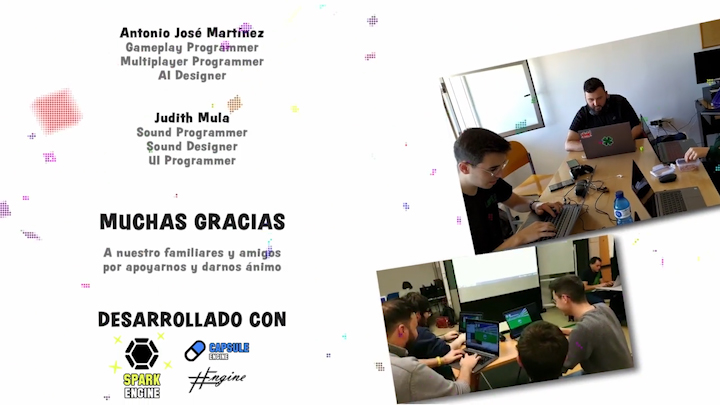 Antonio José Martínez
Gameplay Programmer
Multiplayer Programmer
AI Designer
Judith Mula
Sound Programmer
Sound Designer
UI Programmer
MUCHAS GRACIAS
A nuestro familiares y amigos
por apoyarnos y darnos ánimo
DESARROLLADO CON
SPARK
ENGINE
CAPSULE
ENGINE
Engine